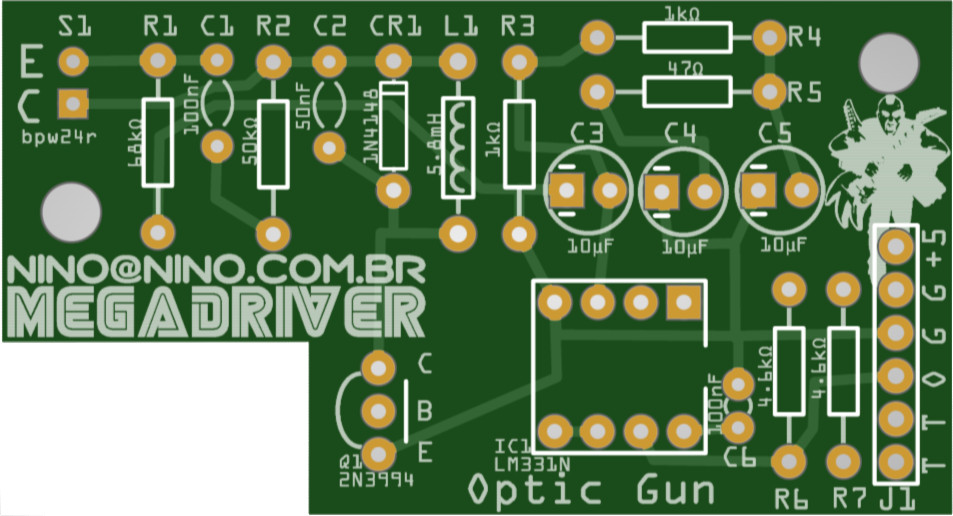 S1 R1 C1 R2 C2 CR1 L1 R3
1kΩ
R4
47Ω
R5
E
C
bpw24r
68kΩ
100nF
50kΩ
50nF
1N4148
5.8mH
1kΩ
C3 C4 C5
10µF 10µF 10µF
NINO@NINO.COM.BR
MEGADRIVER
C
B
E
Q1
2N3994
IC1
LM331N
Optic Gun
100nF
C6
4.6kΩ
4.6kΩ
R6 R7 J1
+5
G
G
O
T
T